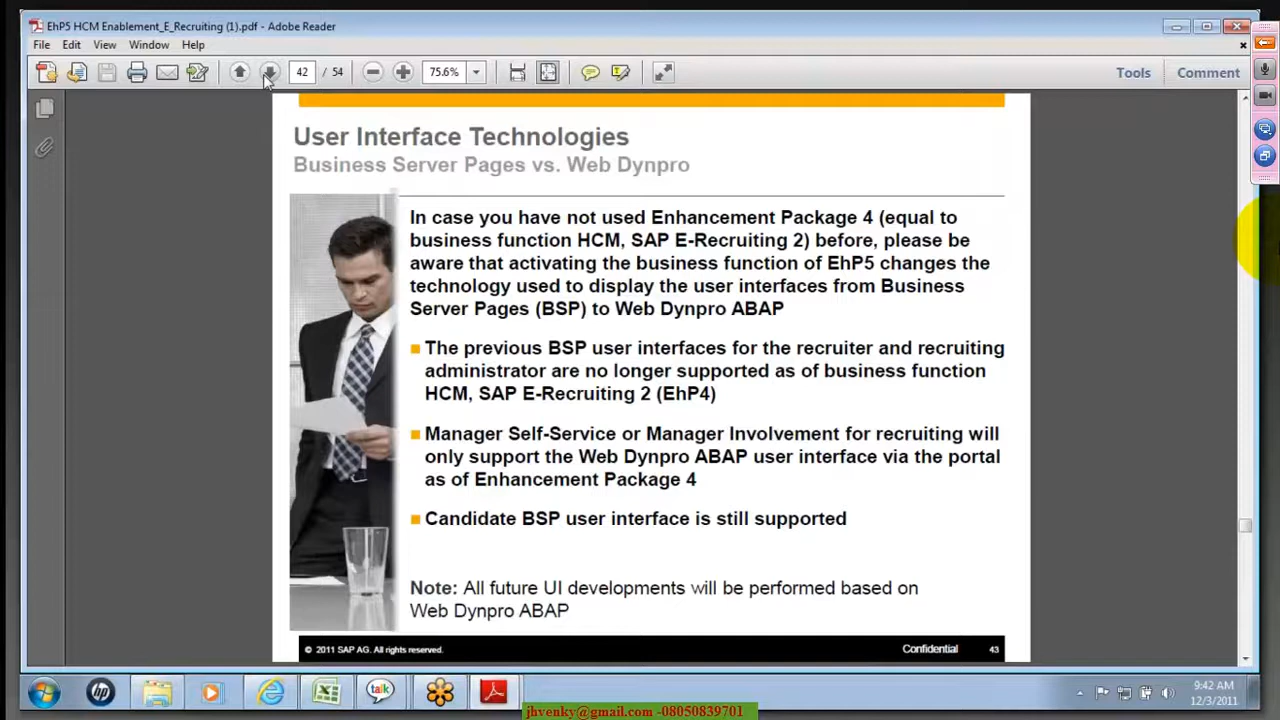 EhP5 HCM Enablement_E_Recruiting (1).pdf - Adobe Reader
File Edit View Window Help
42 / 54 75.6% Tools Comment
User Interface Technologies
Business Server Pages vs. Web Dynpro
In case you have not used Enhancement Package 4 (equal to
business function HCM, SAP E-Recruiting 2) before, please be
aware that activating the business function of EhP5 changes the
technology used to display the user interfaces from Business
Server Pages (BSP) to Web Dynpro ABAP
The previous BSP user interfaces for the recruiter and recruiting
administrator are no longer supported as of business function
HCM, SAP E-Recruiting 2 (EhP4)
Manager Self-Service or Manager Involvement for recruiting will
only support the Web Dynpro ABAP user interface via the portal
as of Enhancement Package 4
Candidate BSP user interface is still supported
Note: All future UI developments will be performed based on
Web Dynpro ABAP
© 2011 SAP AG. All rights reserved. Confidential 43
hp talk
9:42 AM
12/3/2011
jhvenky@gmail.com -08050839701